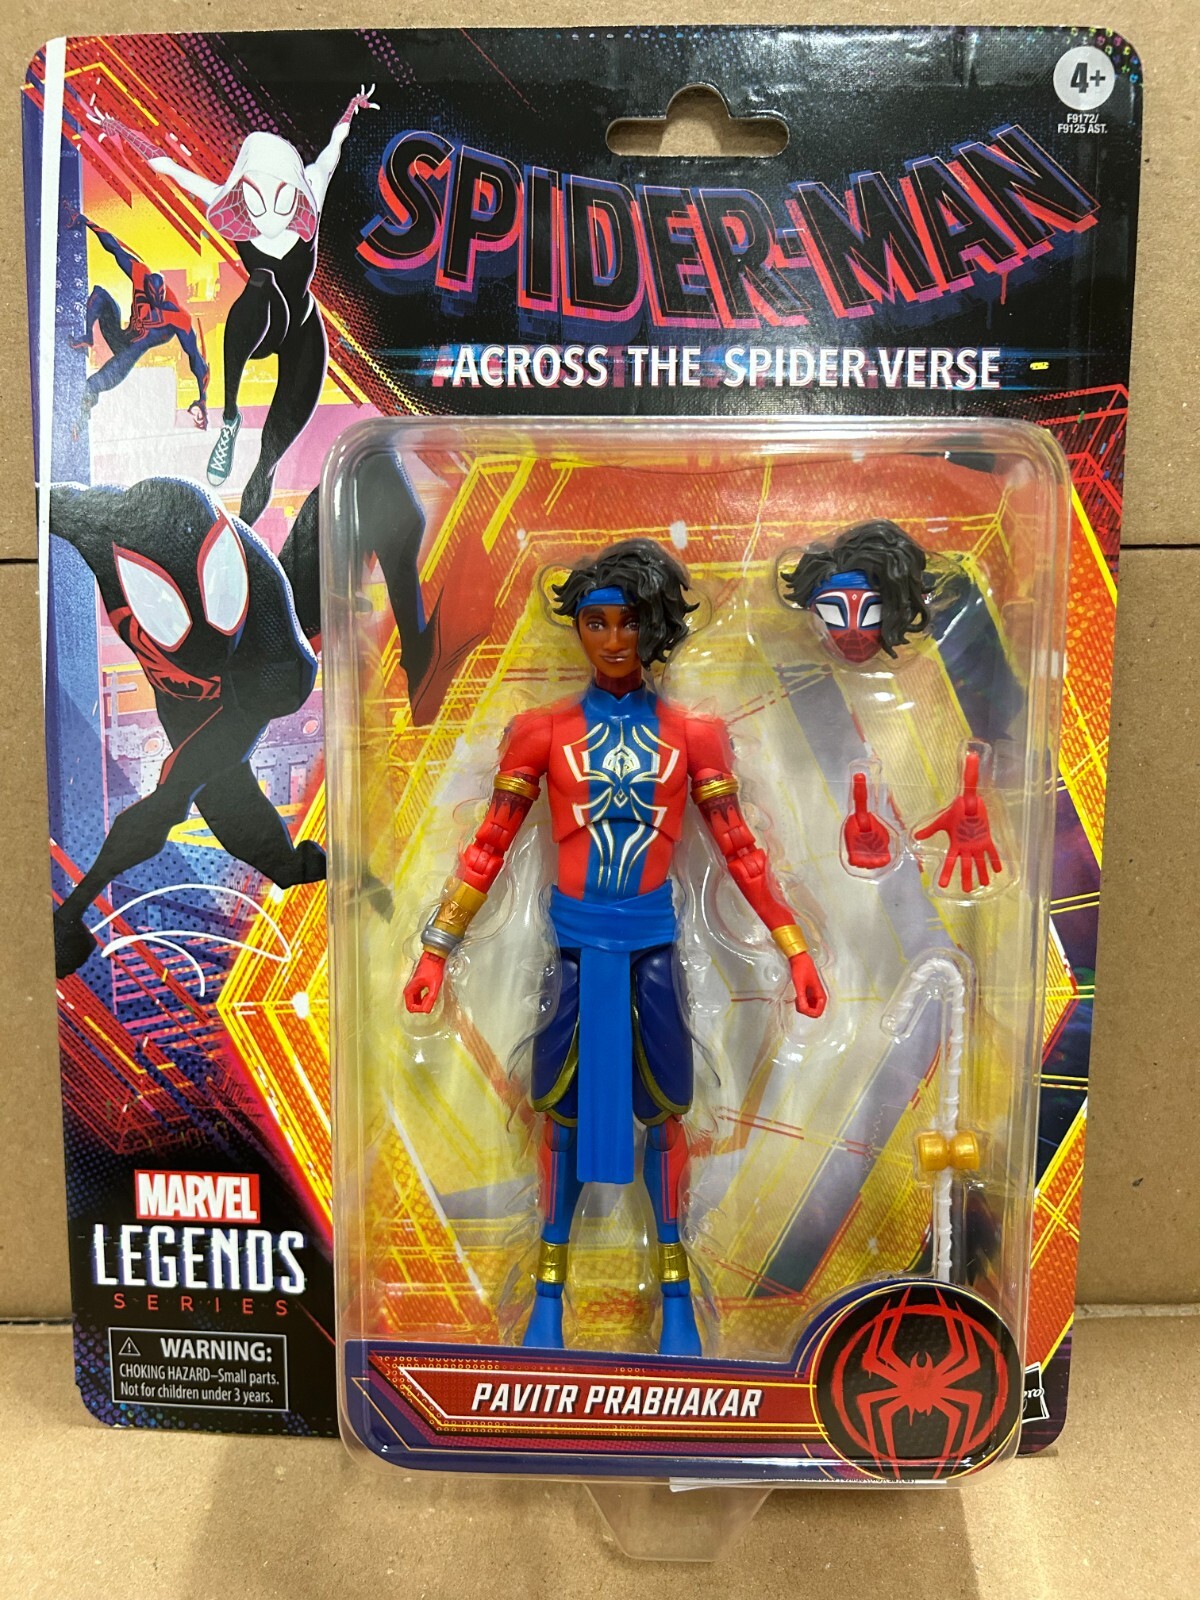 4+
F9172/
F9125 AST.
SPIDER-MAN
ACROSS THE SPIDER-VERSE
MARVEL
LEGENDS
SERIES
WARNING:
CHOKING HAZARD–Small parts.
Not for children under 3 years.
PAVITR PRABHAKAR